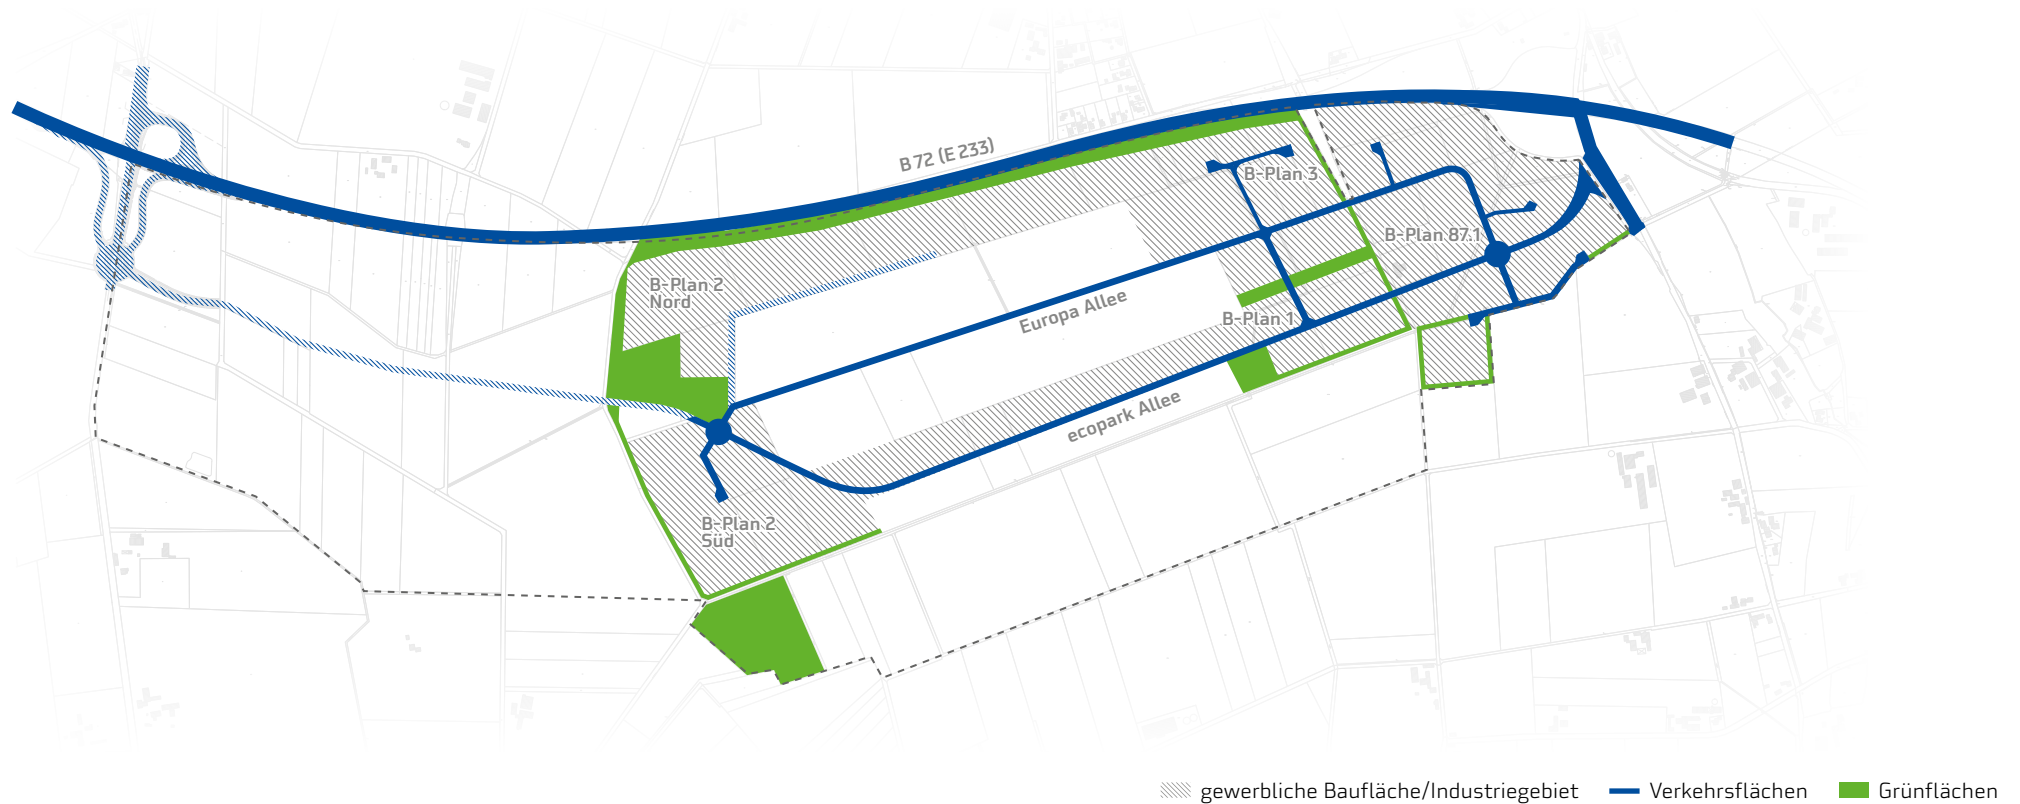 B 72 (E 233)
B-Plan 3
B-Plan 87.1
B-Plan 2
Nord
Europa Allee
B-Plan 1
ecopark Allee
B-Plan 2
Süd
gewerbliche Baufläche/Industriegebiet
Verkehrsflächen
Grünflächen